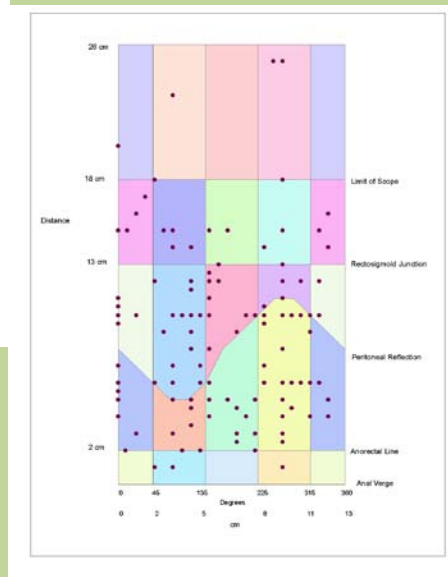 26 cm
18 cm
Limit of Scope
Distance
13 cm
Rectosigmoid Junction
Peritoneal Reflection
2 cm
Anorectal Line
Anal Verge
0 45 135 225 315 360
Degrees
0 2 5 8 11 13
cm